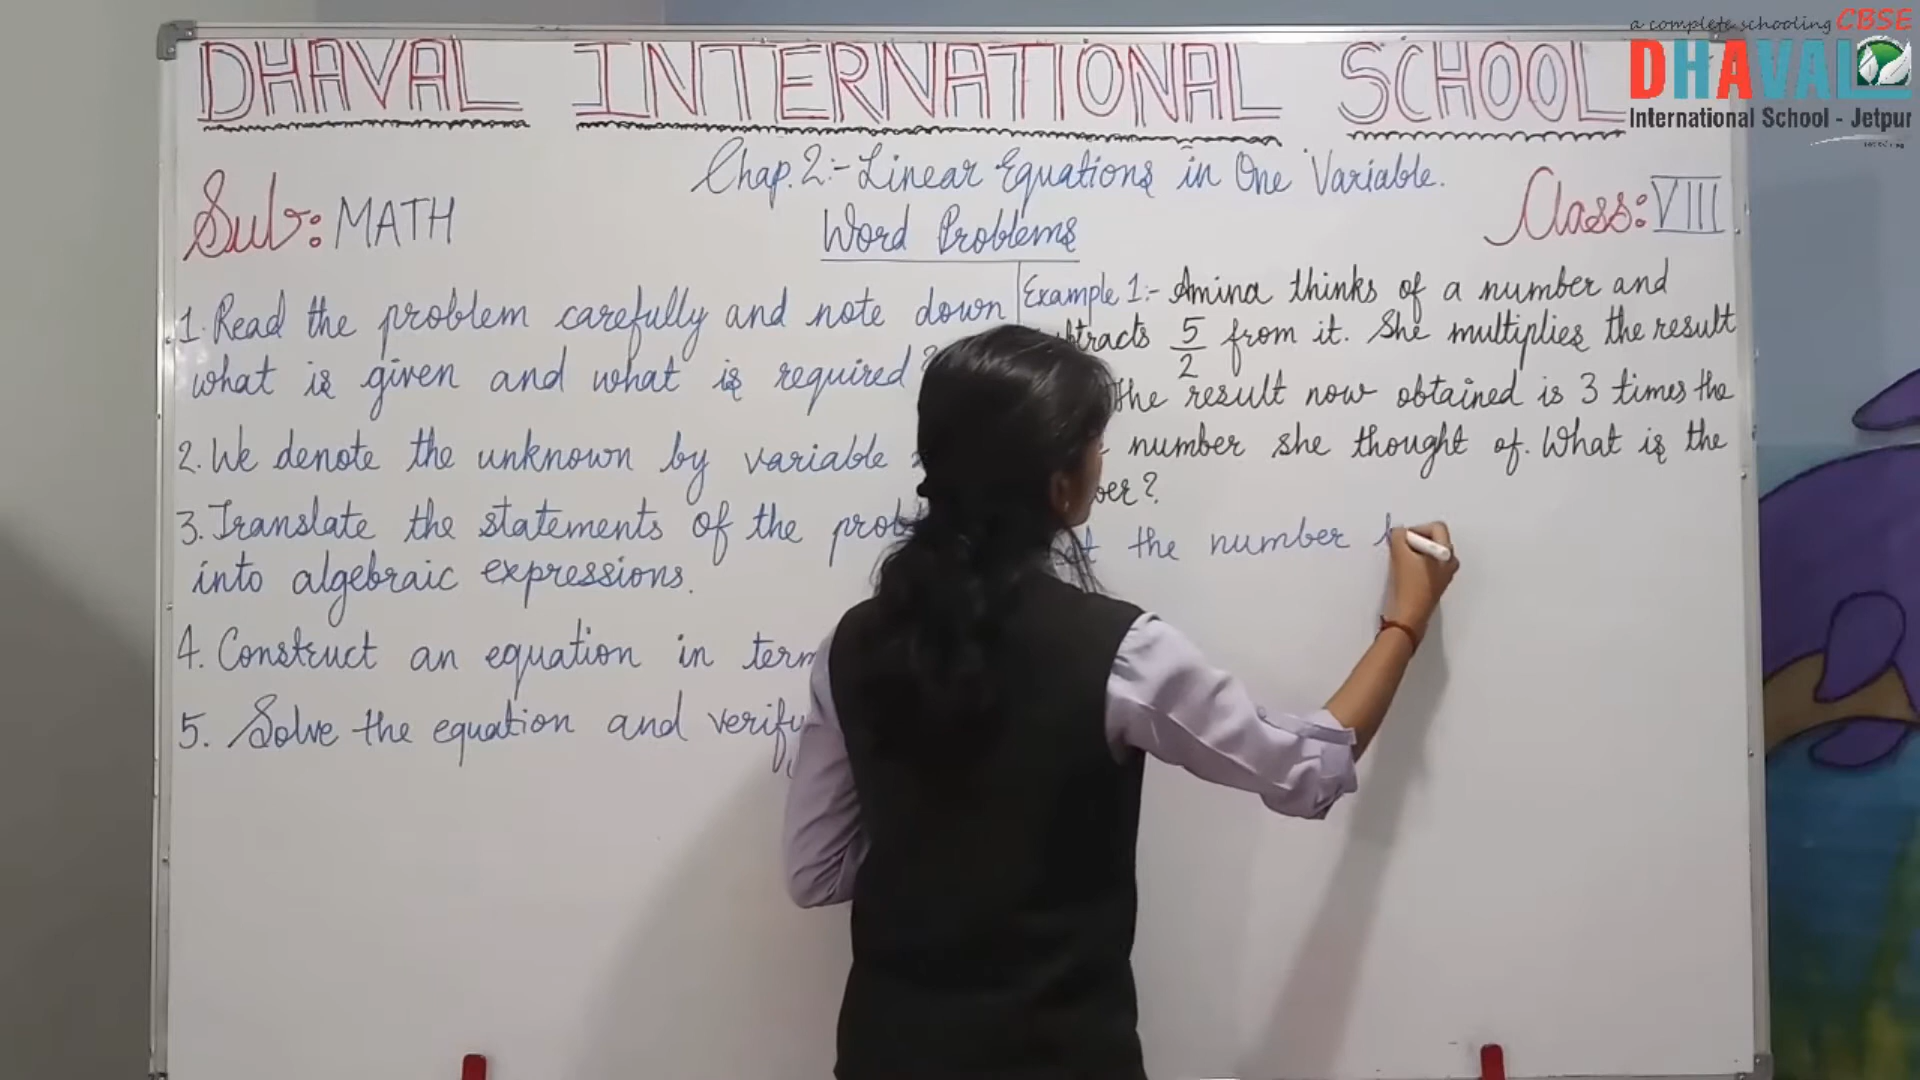 DHAVAL INTERNATIONAL SCHOOL
a complete schooling CBSE
DHAVAL
International School - Jetpur
Chap. 2:- Linear Equations in One Variable.
Sub: MATH
Word Problems
Class: VIII
1. Read the problem carefully and note down
what is given and what is required?
2. We denote the unknown by variable
3. Translate the statements of the
into algebraic expressions.
4. Construct an equation in
5. Solve the equation and verify
Example 1:- Amina thinks of a number and
5/2 from it. She multiplies the result
the result now obtained is 3 times the
number she thought of. What is the
?
the number